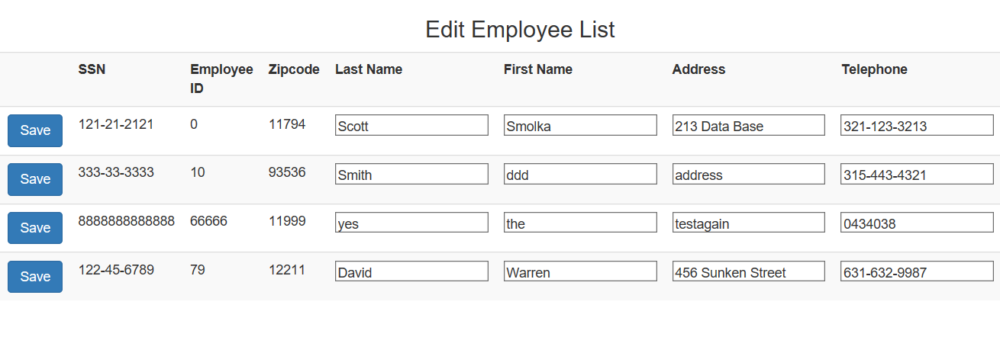 Edit Employee List
SSN Employee ID Zipcode Last Name First Name Address Telephone
Save 121-21-2121 0 11794 Scott Smolka 213 Data Base 321-123-3213
Save 333-33-3333 10 93536 Smith ddd address 315-443-4321
Save 8888888888888 66666 11999 yes the testagain 0434038
Save 122-45-6789 79 12211 David Warren 456 Sunken Street 631-632-9987